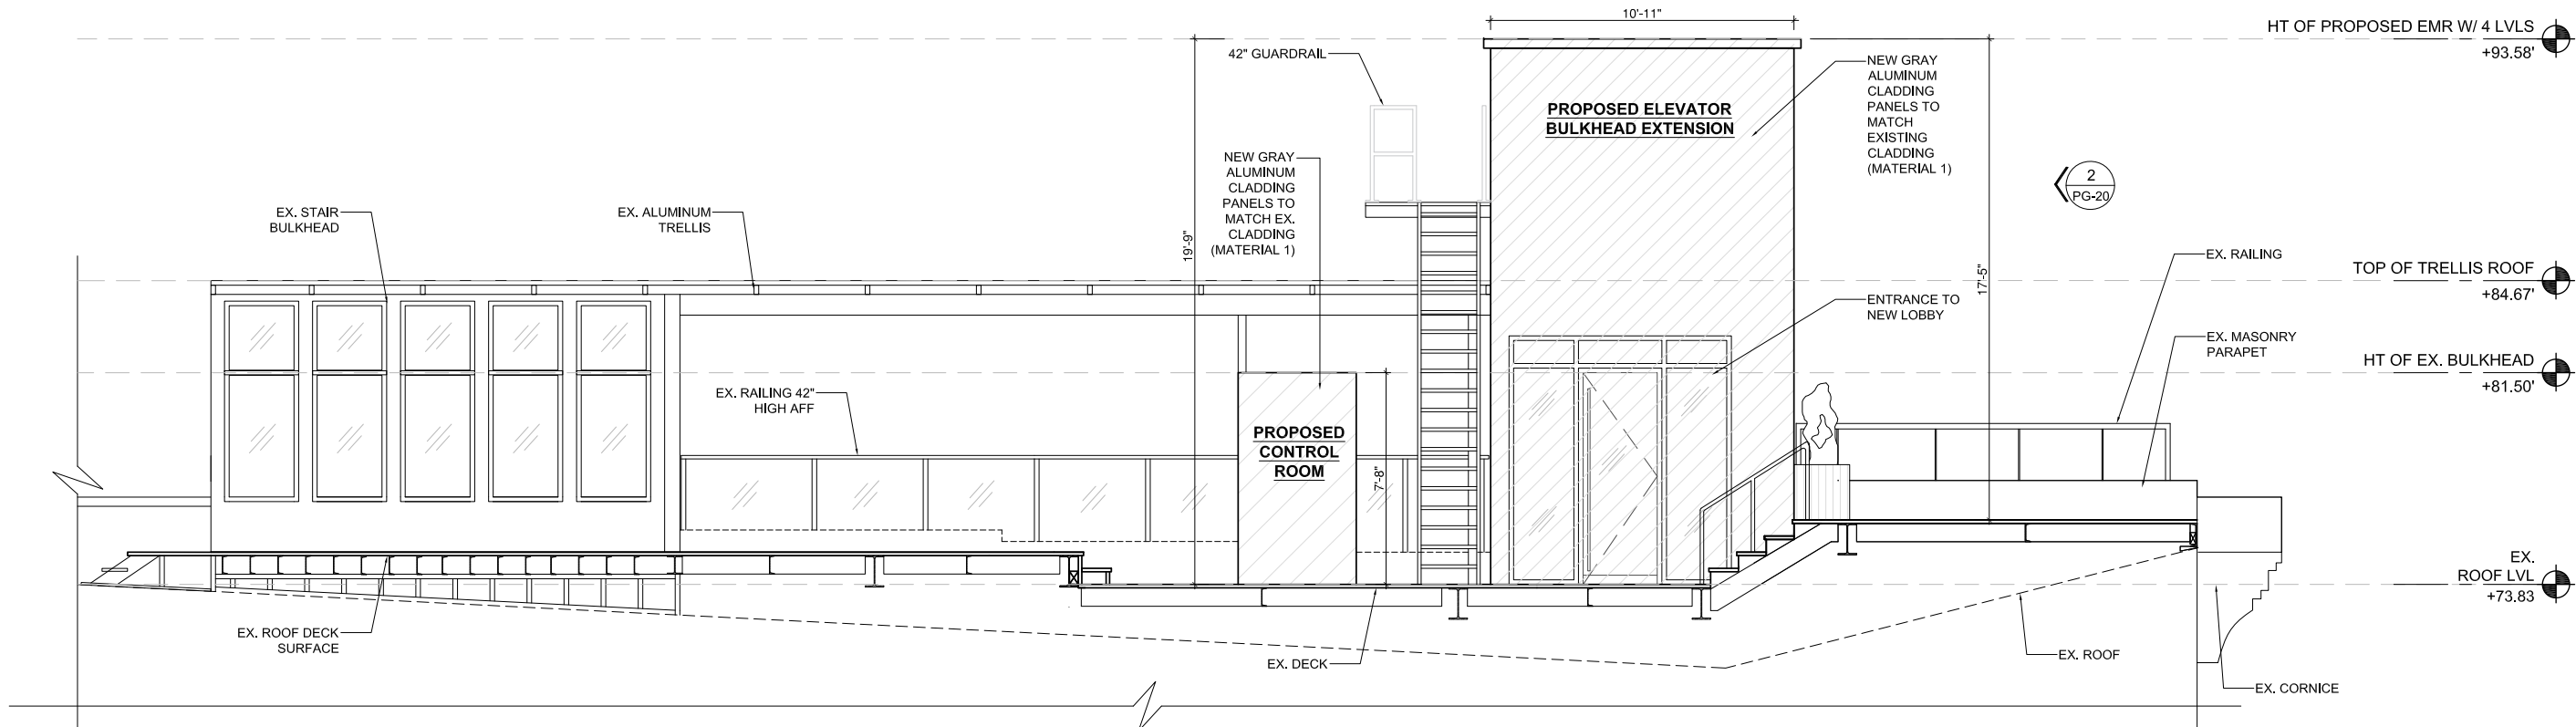 10'-11"
HT OF PROPOSED EMR W/ 4 LVLS
+93.58'
42" GUARDRAIL
NEW GRAY
ALUMINUM
CLADDING
PANELS TO
MATCH
EXISTING
CLADDING
(MATERIAL 1)
PROPOSED ELEVATOR
BULKHEAD EXTENSION
NEW GRAY
ALUMINUM
CLADDING
PANELS TO
MATCH EX.
CLADDING
(MATERIAL 1)
2
PG-20
EX. STAIR
BULKHEAD
EX. ALUMINUM
TRELLIS
19'-9"
17'-5"
EX. RAILING
TOP OF TRELLIS ROOF
+84.67'
ENTRANCE TO
NEW LOBBY
EX. MASONRY
PARAPET
HT OF EX. BULKHEAD
+81.50'
EX. RAILING 42"
HIGH AFF
PROPOSED
CONTROL
ROOM
7'-8"
EX.
ROOF LVL
+73.83
EX. ROOF DECK
SURFACE
EX. DECK
EX. ROOF
EX. CORNICE